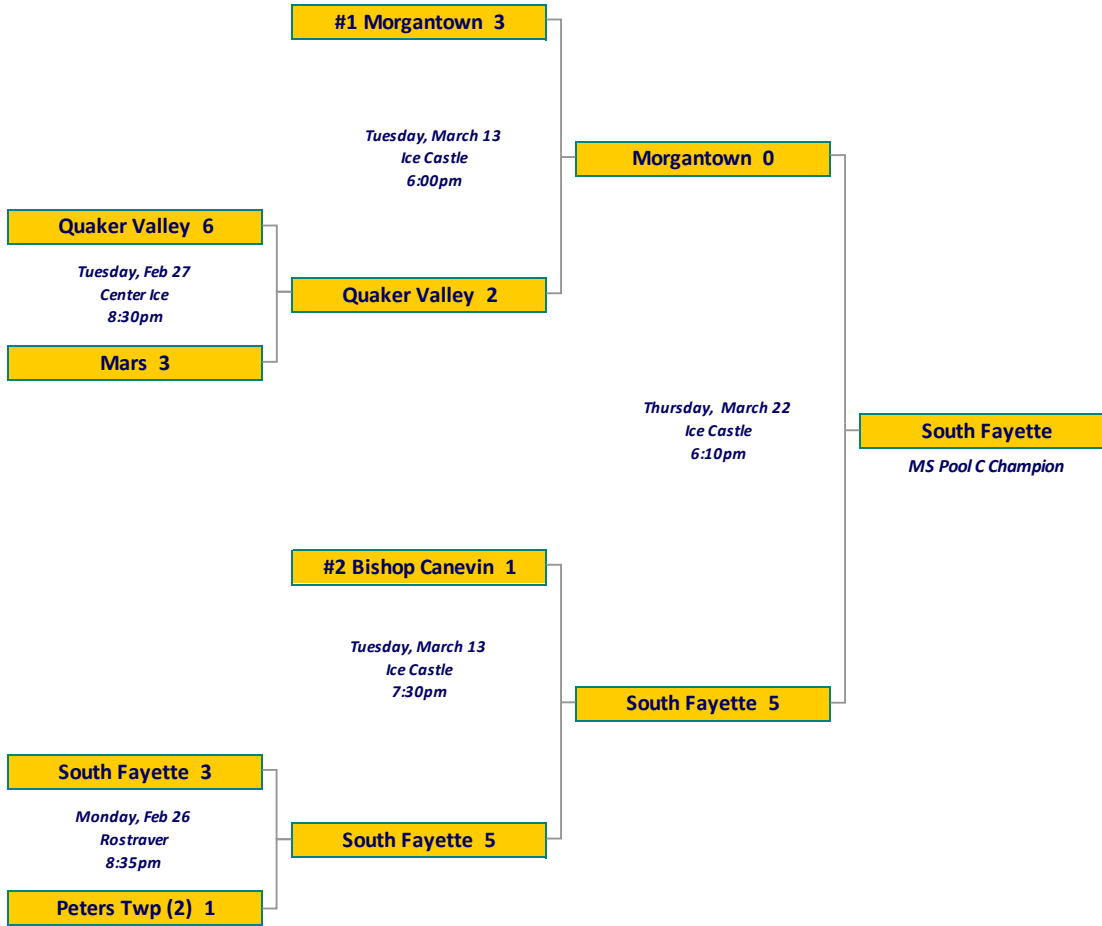 #1 Morgantown 3
Tuesday, March 13
Ice Castle
6:00pm
Morgantown 0
Quaker Valley 6
Tuesday, Feb 27
Center Ice
8:30pm
Quaker Valley 2
Mars 3
Thursday, March 22
Ice Castle
6:10pm
South Fayette
MS Pool C Champion
#2 Bishop Canevin 1
Tuesday, March 13
Ice Castle
7:30pm
South Fayette 5
South Fayette 3
Monday, Feb 26
Rostraver
8:35pm
South Fayette 5
Peters Twp (2) 1